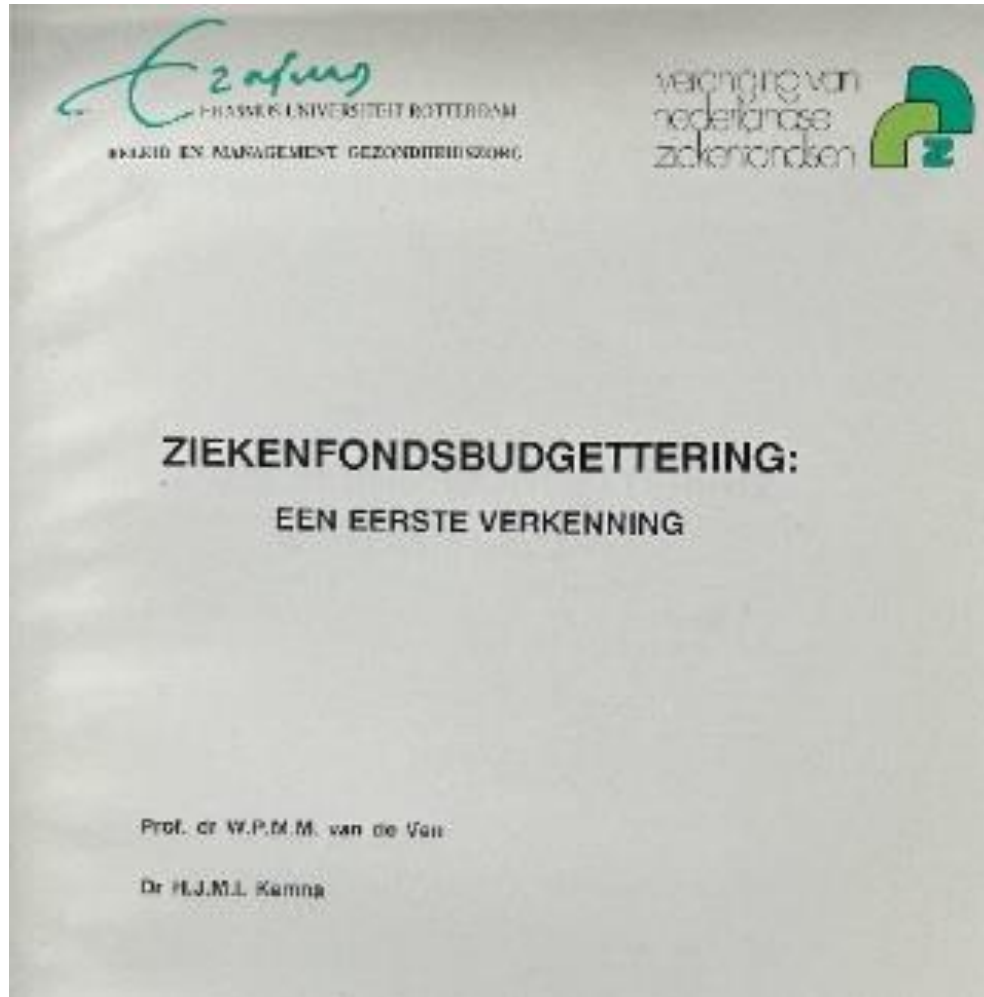 Erasmus
ERASMUS UNIVERSITEIT ROTTERDAM
BELEID EN MANAGEMENT GEZONDHEIDSZORG
vereniging van
nederlandse
ziekenfondsen
ZIEKENFONDSBUDGETTERING:
EEN EERSTE VERKENNING
Prof. dr W.P.M.M. van de Ven
Dr